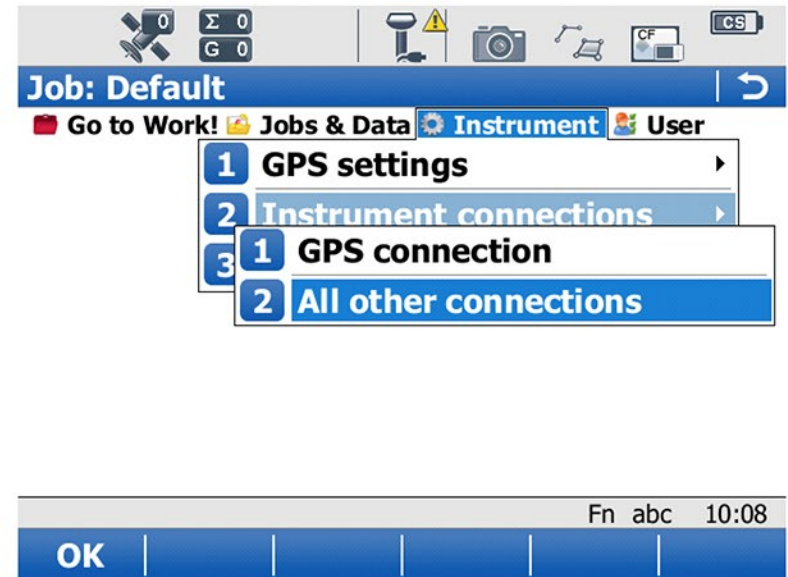 0 Σ 0 CS
G 0 CF
Job: Default
Go to Work! Jobs & Data Instrument User
1 GPS settings
2 Instrument connections
3
1 GPS connection
2 All other connections
Fn abc 10:08
OK